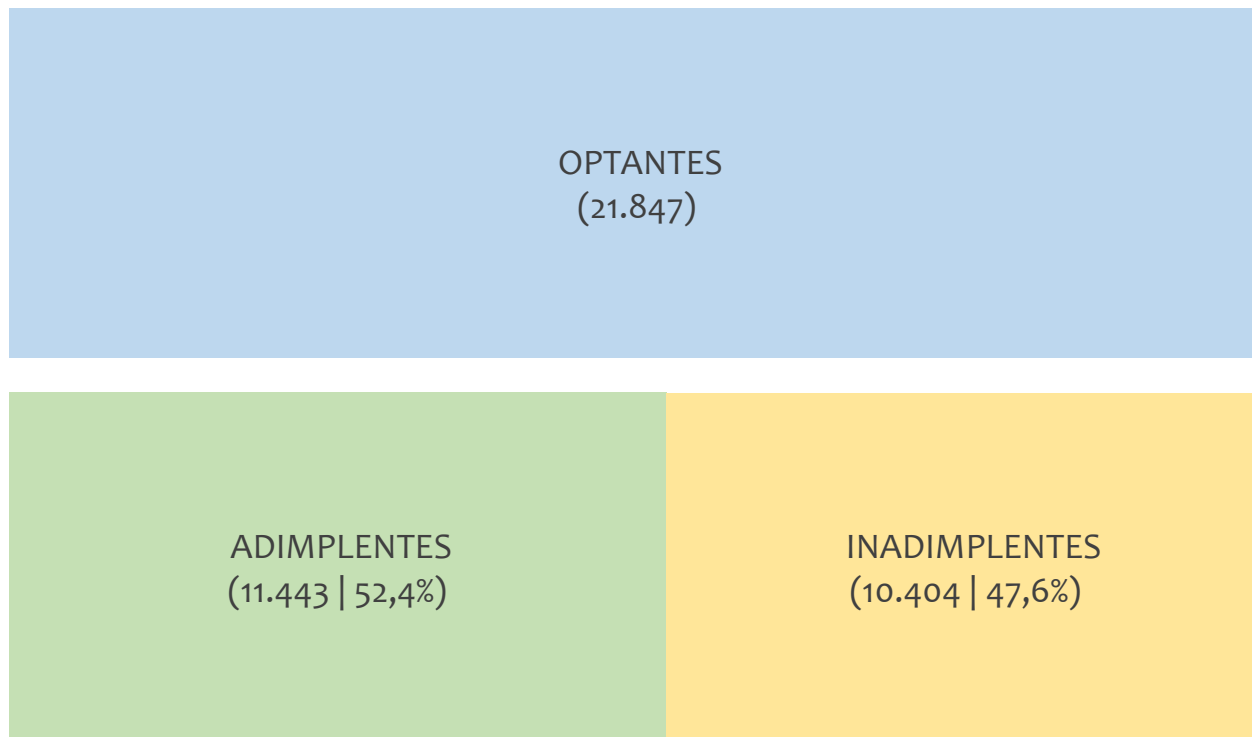 OPTANTES
(21.847)
ADIMPLENTES
(11.443 | 52,4%)
INADIMPLENTES
(10.404 | 47,6%)